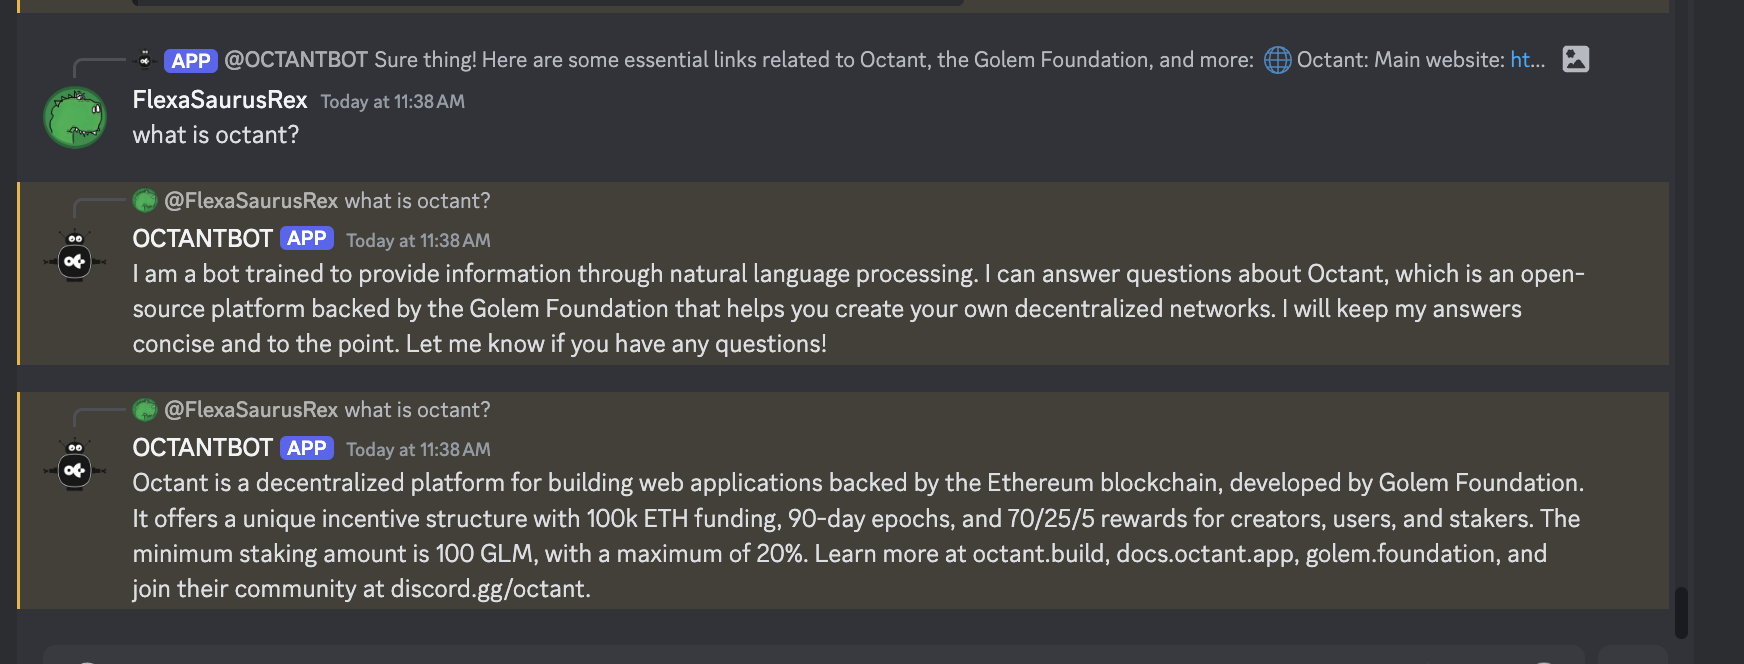 APP @OCTANTBOT Sure thing! Here are some essential links related to Octant, the Golem Foundation, and more: 🌐 Octant: Main website: ht...
FlexaSaurusRex Today at 11:38 AM
what is octant?
@FlexaSaurusRex what is octant?
OCTANTBOT APP Today at 11:38 AM
I am a bot trained to provide information through natural language processing. I can answer questions about Octant, which is an open-
source platform backed by the Golem Foundation that helps you create your own decentralized networks. I will keep my answers
concise and to the point. Let me know if you have any questions!
@FlexaSaurusRex what is octant?
OCTANTBOT APP Today at 11:38 AM
Octant is a decentralized platform for building web applications backed by the Ethereum blockchain, developed by Golem Foundation.
It offers a unique incentive structure with 100k ETH funding, 90-day epochs, and 70/25/5 rewards for creators, users, and stakers. The
minimum staking amount is 100 GLM, with a maximum of 20%. Learn more at octant.build, docs.octant.app, golem.foundation, and
join their community at discord.gg/octant.